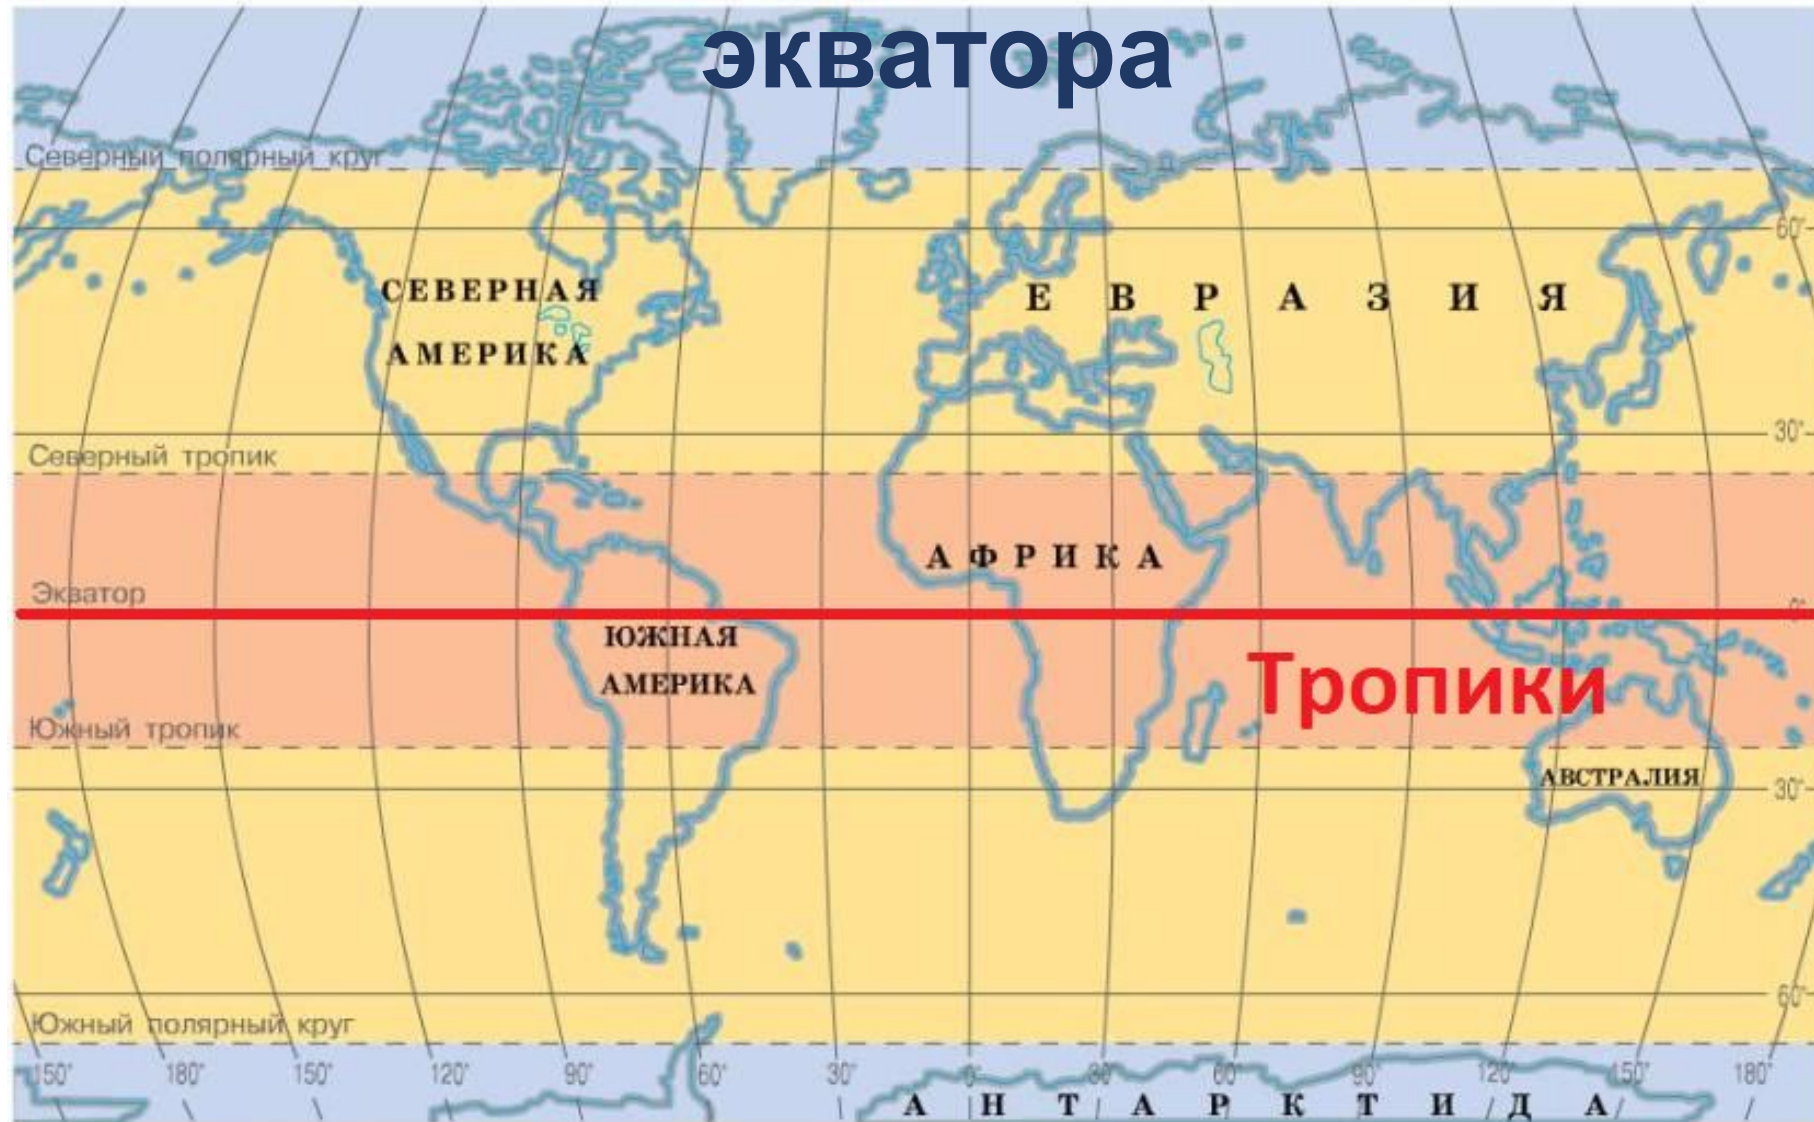 экватора
Северный полярный круг
60°
СЕВЕРНАЯ
АМЕРИКА
Е В Р А З И Я
30°
Северный тропик
АФРИКА
Экватор
0°
ЮЖНАЯ
АМЕРИКА
Тропики
Южный тропик
АВСТРАЛИЯ
30°
60°
Южный полярный круг
150° 180° 150° 120° 90° 60° 30° 0° 30° 60° 90° 120° 150° 180°
А Н Т А Р К Т И Д А